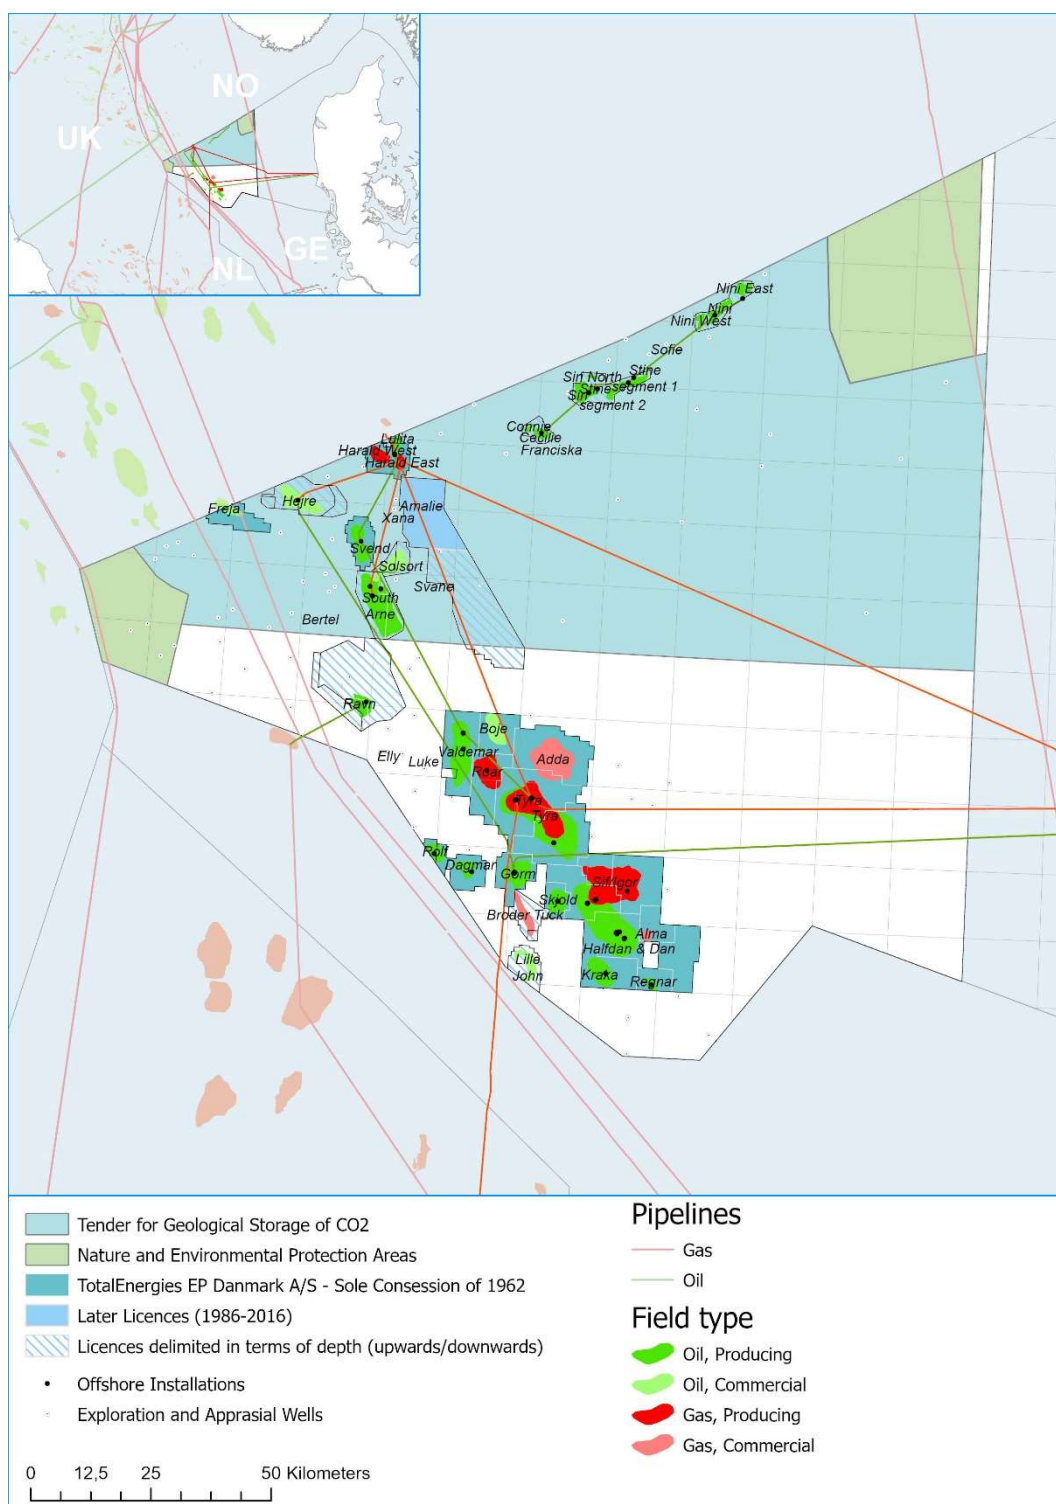 NO
UK
GE
NL
Nini East
Nini
Nini West
Sofie
Stine
segment 1
Siri North
Stine
Siri
segment 2
Connie
Cecilie
Franciska
Lulita
Harald West
Harald East
Hejre
Freja
Amalie
Xana
Svend
Solsort
Svane
South
Arne
Bertel
Ravn
Boje
Elly
Luke
Valdemar
Adda
Roar
Tyra
Tyra
Rolf
Dagmar
Gorm
Sif/Igor
Skjold
Broder Tuck
Alma
Halfdan & Dan
Lille
John
Kraka
Regnar
Tender for Geological Storage of CO2
Nature and Environmental Protection Areas
TotalEnergies EP Danmark A/S - Sole Consession of 1962
Later Licences (1986-2016)
Licences delimited in terms of depth (upwards/downwards)
Offshore Installations
Exploration and Apprasial Wells
0 12,5 25 50 Kilometers
Pipelines
Gas
Oil
Field type
Oil, Producing
Oil, Commercial
Gas, Producing
Gas, Commercial